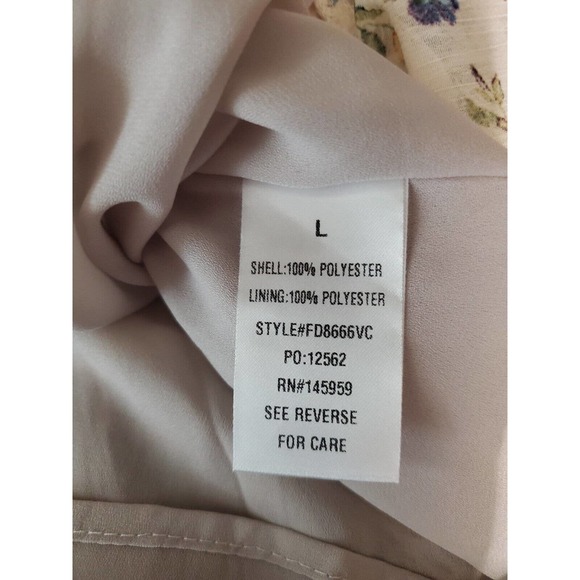 L
SHELL:100% POLYESTER
LINING:100% POLYESTER
STYLE#FD8666VC
PO:12562
RN#145959
SEE REVERSE
FOR CARE